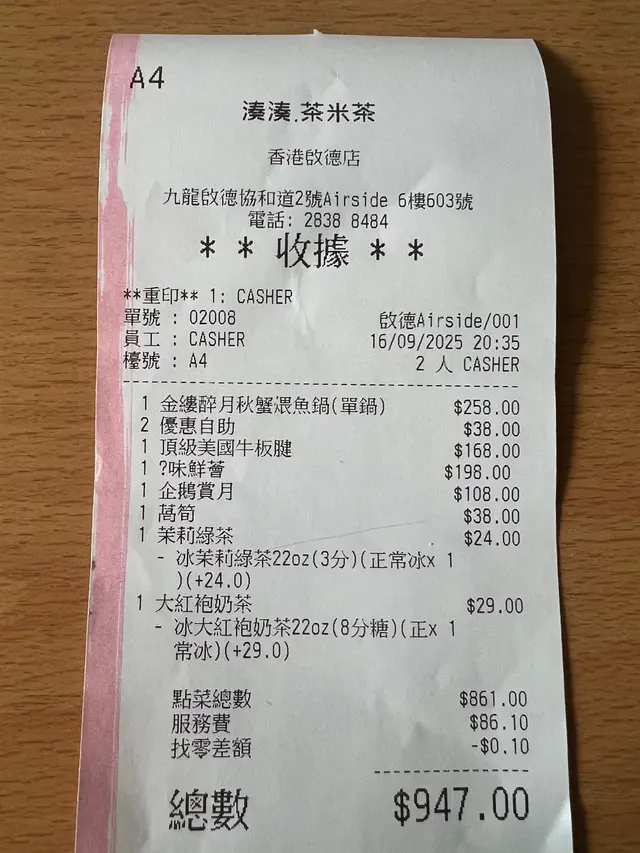 A4
湊湊.茶米茶
香港啟德店
九龍啟德協和道2號Airside 6樓603號
電話: 2838 8484
* * 收據 * *
**重印** 1: CASHER
單號 : 02008 啟德Airside/001
員工 : CASHER 16/09/2025 20:35
檯號 : A4 2 人 CASHER
1 金縷醉月秋蟹煨魚鍋(單鍋) $258.00
2 優惠自助 $38.00
1 頂級美國牛板腱 $168.00
1 ?味鮮薈 $198.00
1 企鵝賞月 $108.00
1 萵筍 $38.00
1 茉莉綠茶 $24.00
- 冰茉莉綠茶22oz(3分)(正常冰x 1
)(+24.0)
1 大紅袍奶茶 $29.00
- 冰大紅袍奶茶22oz(8分糖)(正x 1
常冰)(+29.0)
點菜總數 $861.00
服務費 $86.10
找零差額 -$0.10
總數 $947.00